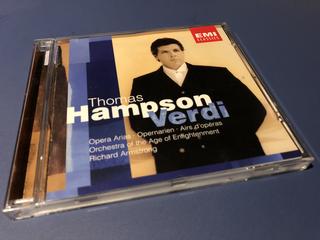 EMI
CLASSICS
Thomas
Hampson
Verdi
Opera Arias · Opernarien · Airs d'opéras
Orchestra of the Age of Enlightenment
Richard Armstrong